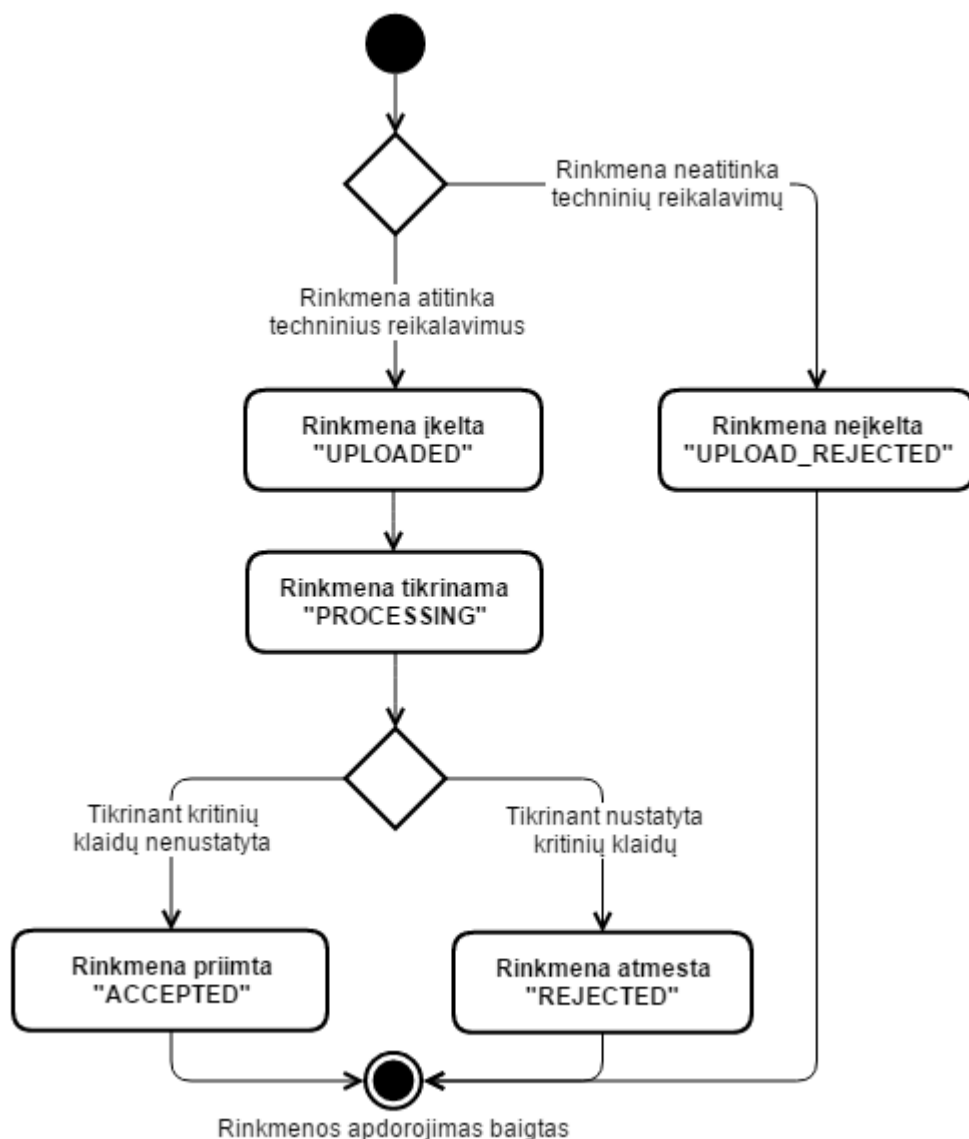 Rinkmena neatitinka
techninių reikalavimų
Rinkmena atitinka
techninius reikalavimus
Rinkmena įkelta
"UPLOADED"
Rinkmena neįkelta
"UPLOAD_REJECTED"
Rinkmena tikrinama
"PROCESSING"
Tikrinant kritinių
klaidų nenustatyta
Tikrinant nustatyta
kritinių klaidų
Rinkmena priimta
"ACCEPTED"
Rinkmena atmesta
"REJECTED"
Rinkmenos apdorojimas baigtas